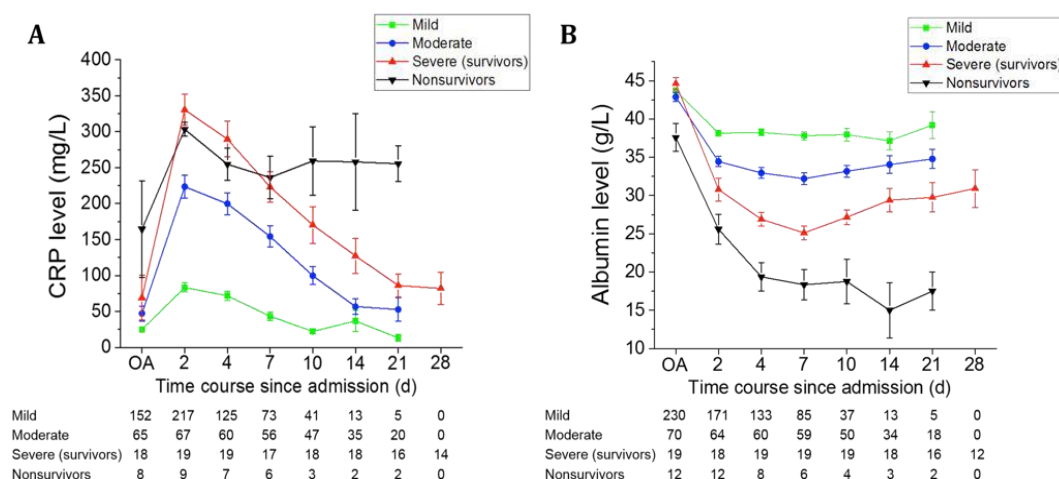 A
Mild
Moderate
Severe (survivors)
Nonsurvivors
CRP level (mg/L)
400
350
300
250
200
150
100
50
0
OA 2 4 7 10 14 21 28
Time course since admission (d)
Mild 152 217 125 73 41 13 5 0
Moderate 65 67 60 56 47 35 20 0
Severe (survivors) 18 19 19 17 18 18 16 14
Nonsurvivors 8 9 7 6 3 2 2 0
B
Mild
Moderate
Severe (survivors)
Nonsurvivors
Albumin level (g/L)
45
40
35
30
25
20
15
10
OA 2 4 7 10 14 21 28
Time course since admission (d)
Mild 230 171 133 85 37 13 5 0
Moderate 70 64 60 59 50 34 18 0
Severe (survivors) 19 18 19 19 19 18 16 12
Nonsurvivors 12 12 8 6 4 3 2 0